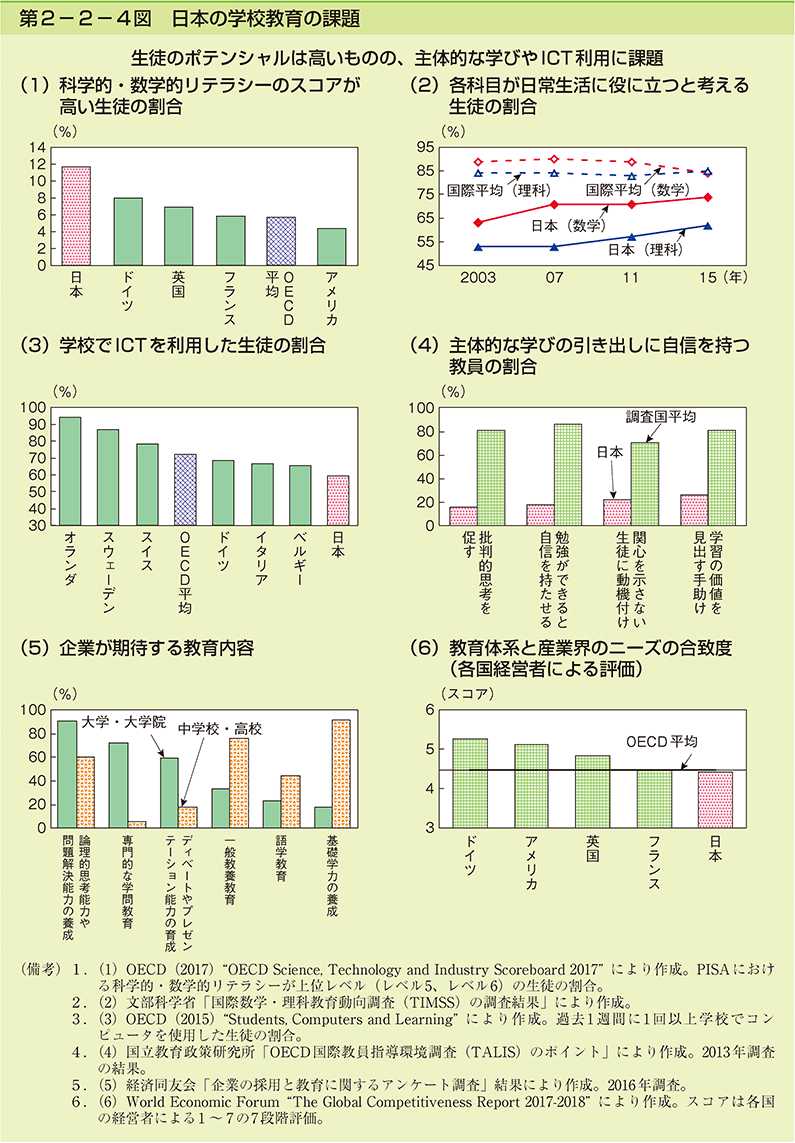 第２－２－４図　日本の学校教育の課題
生徒のポテンシャルは高いものの、主体的な学びやＩＣＴ利用に課題
（１）科学的・数学的リテラシーのスコアが
高い生徒の割合
（％）
14
12
10
8
6
4
2
0
日本
ドイツ
英国
フランス
ＯＥＣＤ
平均
アメリカ
（２）各科目が日常生活に役に立つと考える
生徒の割合
（％）
95
85
75
65
55
45
国際平均（理科）
国際平均（数学）
日本（数学）
日本（理科）
2003
07
11
15（年）
（３）学校でＩＣＴを利用した生徒の割合
（％）
100
90
80
70
60
50
40
30
オランダ
スウェーデン
スイス
ＯＥＣＤ平均
ドイツ
イタリア
ベルギー
日本
（４）主体的な学びの引き出しに自信を持つ
教員の割合
（％）
100
80
60
40
20
0
調査国平均
日本
批判的思考を
促す
勉強ができると
自信を持たせる
関心を示さない
生徒に動機付け
学習の価値を
見出す手助け
（５）企業が期待する教育内容
（％）
100
80
60
40
20
0
大学・大学院
中学校・高校
論理的思考能力や
問題解決能力の養成
専門的な学問教育
ディベートやプレゼン
テーション能力の育成
一般教養教育
語学教育
基礎学力の養成
（６）教育体系と産業界のニーズの合致度
（各国経営者による評価）
（スコア）
6
5
4
3
OECD平均
ドイツ
アメリカ
英国
フランス
日本
（備考）１．（1）OECD（2017）“OECD Science, Technology and Industry Scoreboard 2017”により作成。PISAにおけ
る科学的・数学的リテラシーが上位レベル（レベル5、レベル6）の生徒の割合。
２．（2）文部科学省「国際数学・理科教育動向調査（TIMSS）の調査結果」により作成。
３．（3）OECD（2015）“Students, Computers and Learning”により作成。過去１週間に１回以上学校でコン
ピュータを使用した生徒の割合。
４．（4）国立教育政策研究所「OECD国際教員指導環境調査（TALIS）のポイント」により作成。2013年調査
の結果。
５．（5）経済同友会「企業の採用と教育に関するアンケート調査」結果により作成。2016年調査。
６．（6）World Economic Forum “The Global Competitiveness Report 2017-2018”により作成。スコアは各国
の経営者による１～７の7段階評価。